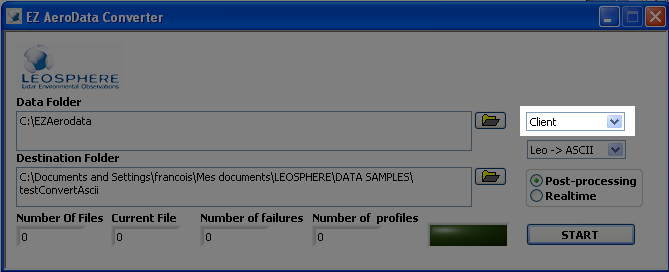 EZ AeroData Converter
LEOSPHERE
Lidar Environmental Observations
Data Folder
C:\EZAerodata
Client
Leo -> ASCII
Destination Folder
C:\Documents and Settings\francois\Mes documents\LEOSPHERE\DATA SAMPLES\
testConvertAscii
Post-processing
Realtime
Number Of Files Current File Number of failures Number of profiles
0 0 0 0
START